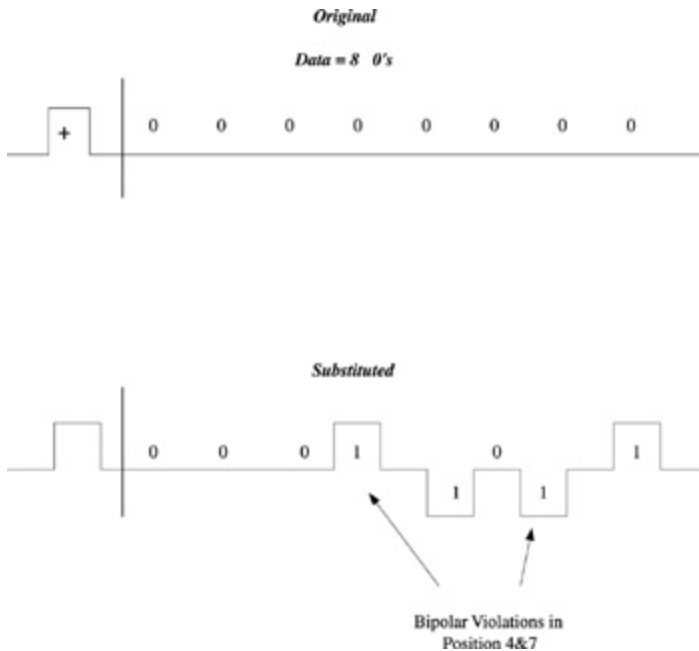 Original
Data = 8 0's
+ 0 0 0 0 0 0 0 0
Substituted
0 0 0 1 0 1
1 1
Bipolar Violations in
Position 4&7